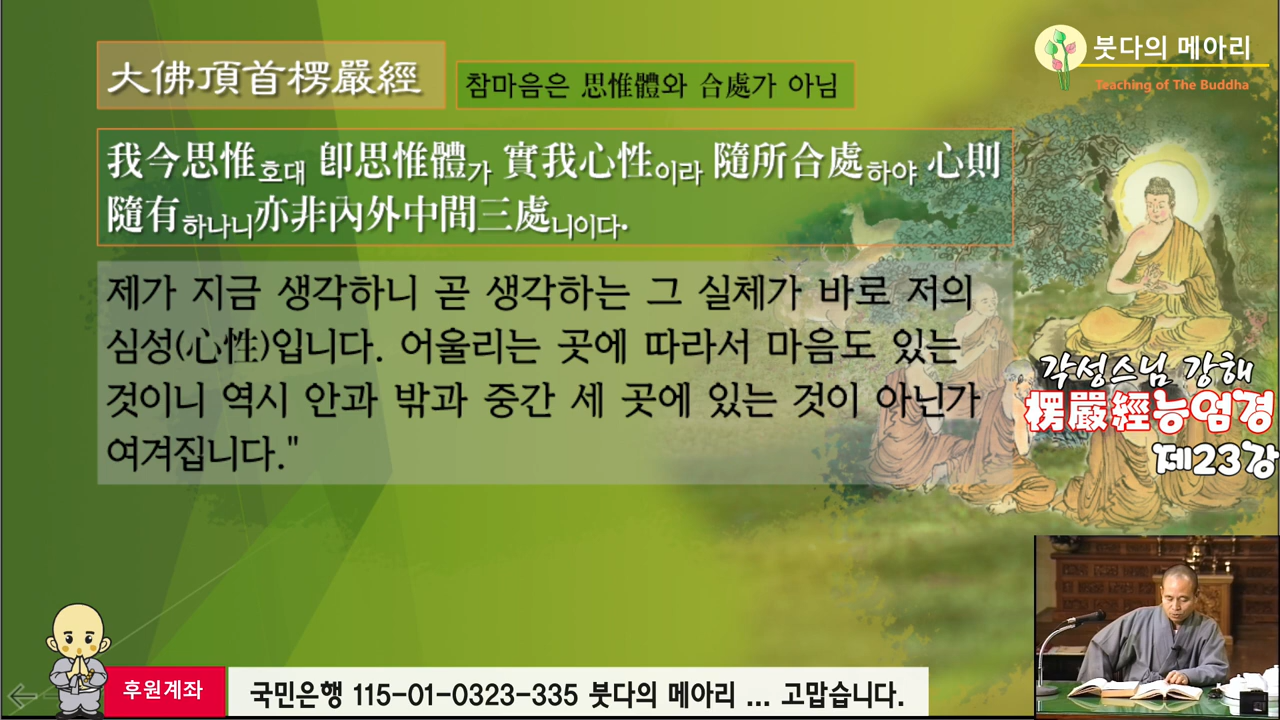 大佛頂首楞嚴經
참마음은 思惟體와 合處가 아님
붓다의 메아리
Teaching of The Buddha
我今思惟호대 卽思惟體가 實我心性이라 隨所合處하야 心則
隨有하나니亦非內外中間三處니이다.
제가 지금 생각하니 곧 생각하는 그 실체가 바로 저의
심성(心性)입니다. 어울리는 곳에 따라서 마음도 있는
것이니 역시 안과 밖과 중간 세 곳에 있는 것이 아닌가
여겨집니다."
각성스님 강해
楞嚴經능엄경
제23강
후원계좌
국민은행 115-01-0323-335 붓다의 메아리 ... 고맙습니다.